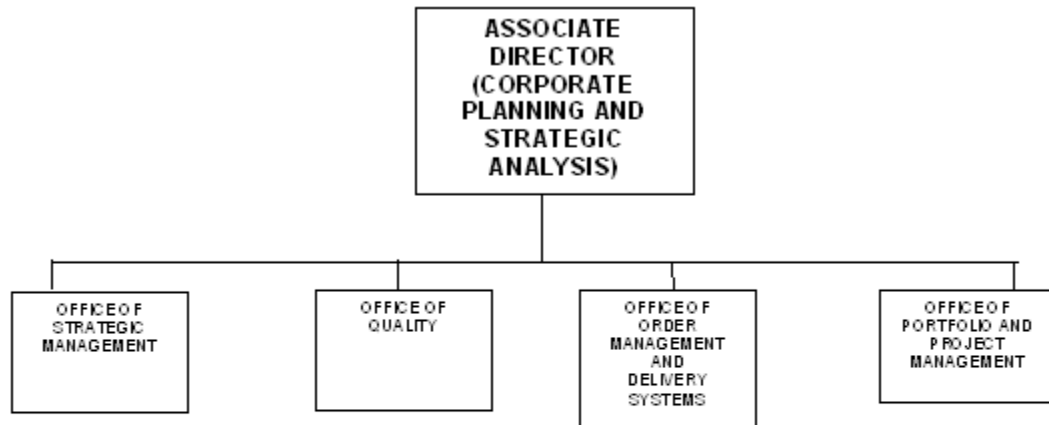 ASSOCIATE
DIRECTOR
(CORPORATE
PLANNING AND
STRATEGIC
ANALYSIS)
OFFICE OF
STRATEGIC
MANAGEMENT
OFFICE OF
QUALITY
OFFICE OF
ORDER
MANAGEMENT
AND
DELIVERY
SYSTEMS
OFFICE OF
PORTFOLIO AND
PROJECT
MANAGEMENT